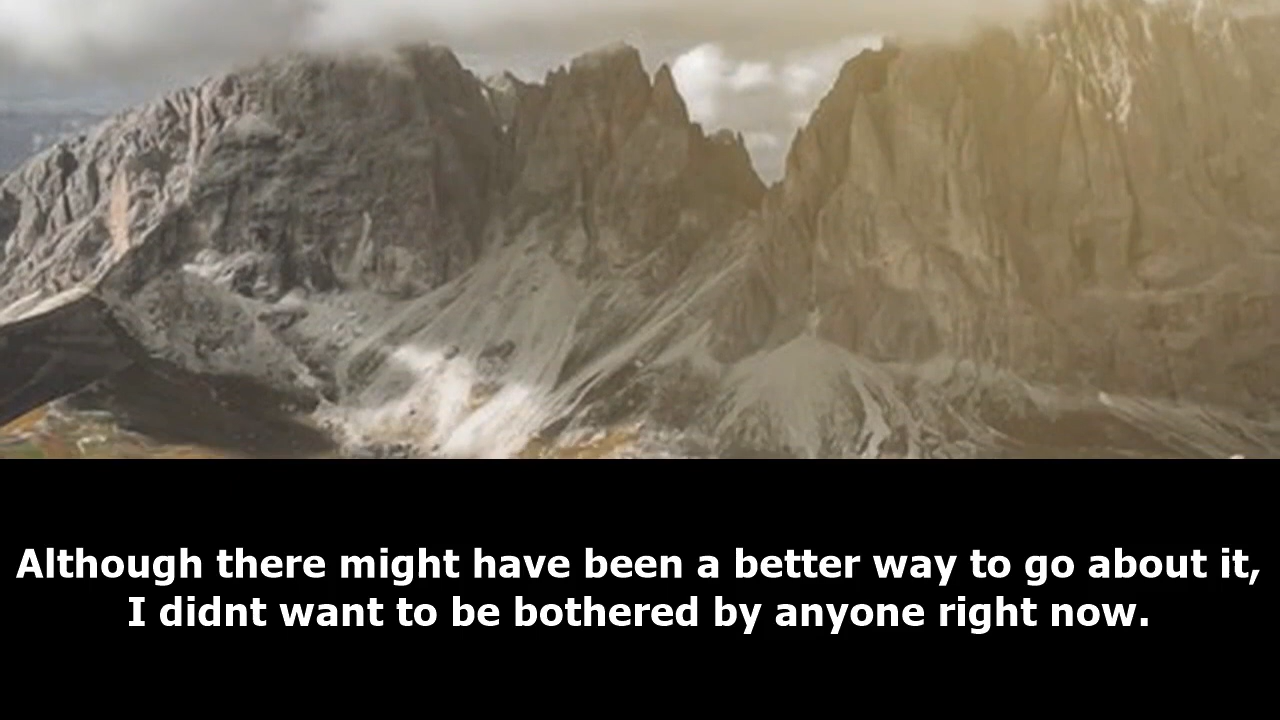 Although there might have been a better way to go about it,
I didnt want to be bothered by anyone right now.